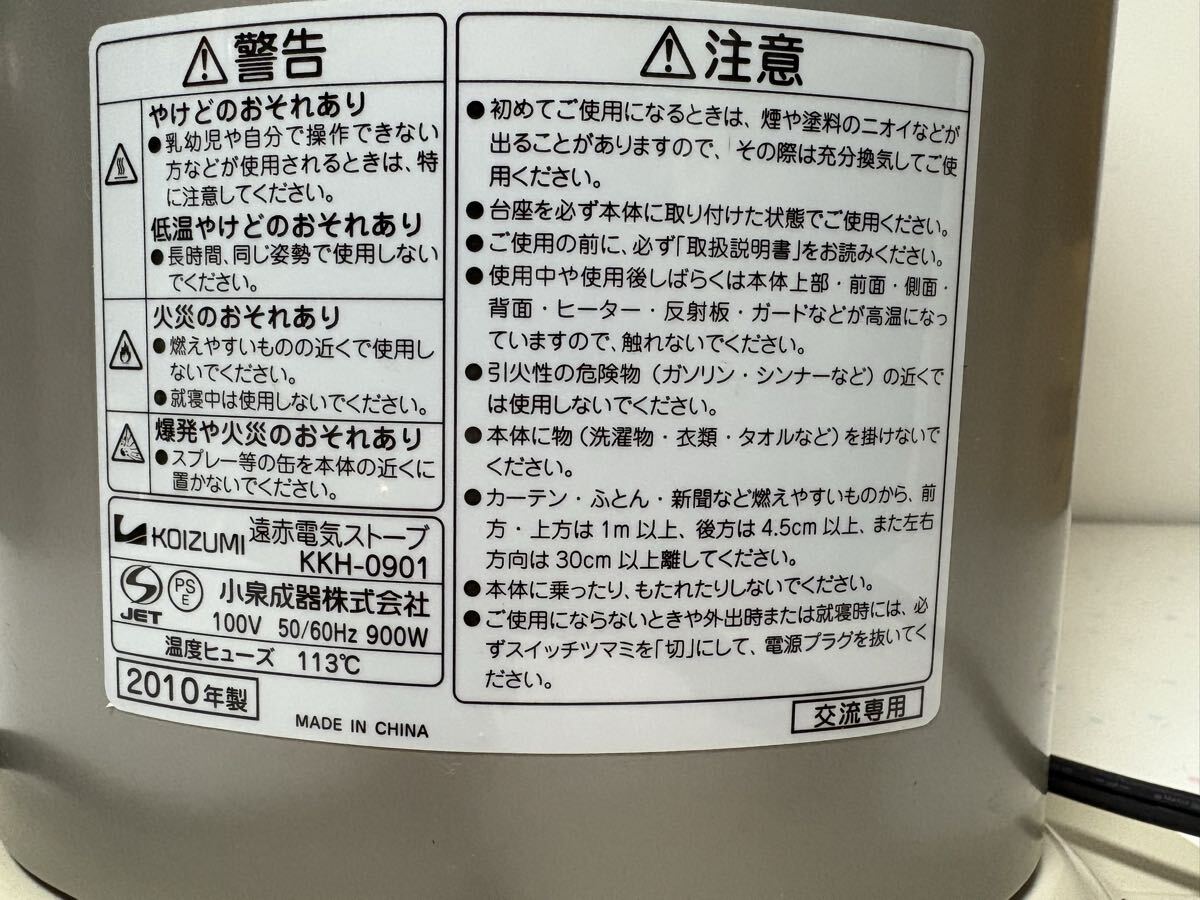 警告
やけどのおそれあり
●乳幼児や自分で操作できない
方などが使用されるときは、特
に注意してください。
低温やけどのおそれあり
●長時間、同じ姿勢で使用しない
でください。
火災のおそれあり
●燃えやすいものの近くで使用し
ないでください。
●就寝中は使用しないでください。
爆発や火災のおそれあり
●スプレー等の缶を本体の近くに
置かないでください。
KOIZUMI 遠赤電気ストーブ
KKH-0901
JET PSE 小泉成器株式会社
100V 50/60Hz 900W
温度ヒューズ 113℃
2010年製
MADE IN CHINA
注意
●初めてご使用になるときは、煙や塗料のニオイなどが
出ることがありますので、その際は充分換気してご使
用ください。
●台座を必ず本体に取り付けた状態でご使用ください。
●ご使用の前に、必ず「取扱説明書」をお読みください。
●使用中や使用後しばらくは本体上部・前面・側面・
背面・ヒーター・反射板・ガードなどが高温になっ
ていますので、触れないでください。
●引火性の危険物（ガソリン・シンナーなど）の近くで
は使用しないでください。
●本体に物（洗濯物・衣類・タオルなど）を掛けないで
ください。
●カーテン・ふとん・新聞など燃えやすいものから、前
方・上方は1m以上、後方は4.5cm以上、また左右
方向は30cm以上離してください。
●本体に乗ったり、もたれたりしないでください。
●ご使用にならないときや外出時または就寝時には、必
ずスイッチツマミを「切」にして、電源プラグを抜いてく
ださい。
交流専用